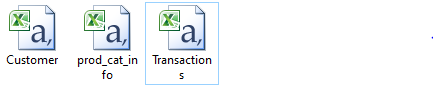 Customer
prod_cat_in
fo
Transaction
s